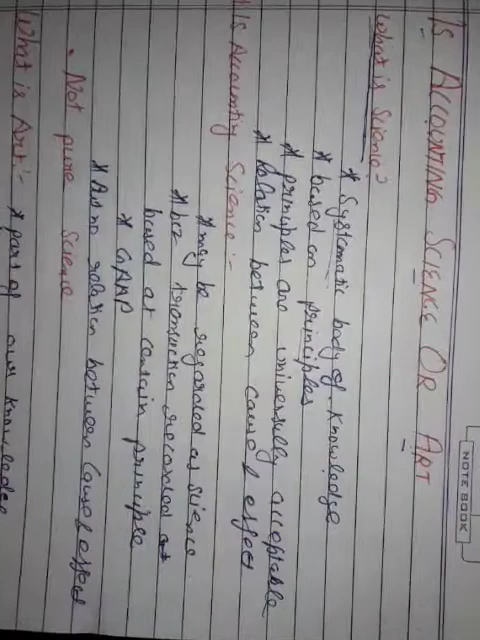 NOTE BOOK
Is ACCOUNTING SCIENCE OR ART
What is Science:
* Systematic body of knowledge
* based on principles
* principles are universally acceptable
* Relation between cause & effect
Is Accounting Science :-
* may be regarded as science
* bcz transaction recorded at
based at certain principle
* GAAP
* As no relation between cause & effect
• Not pure science
What is Art:- * part of our knowledge